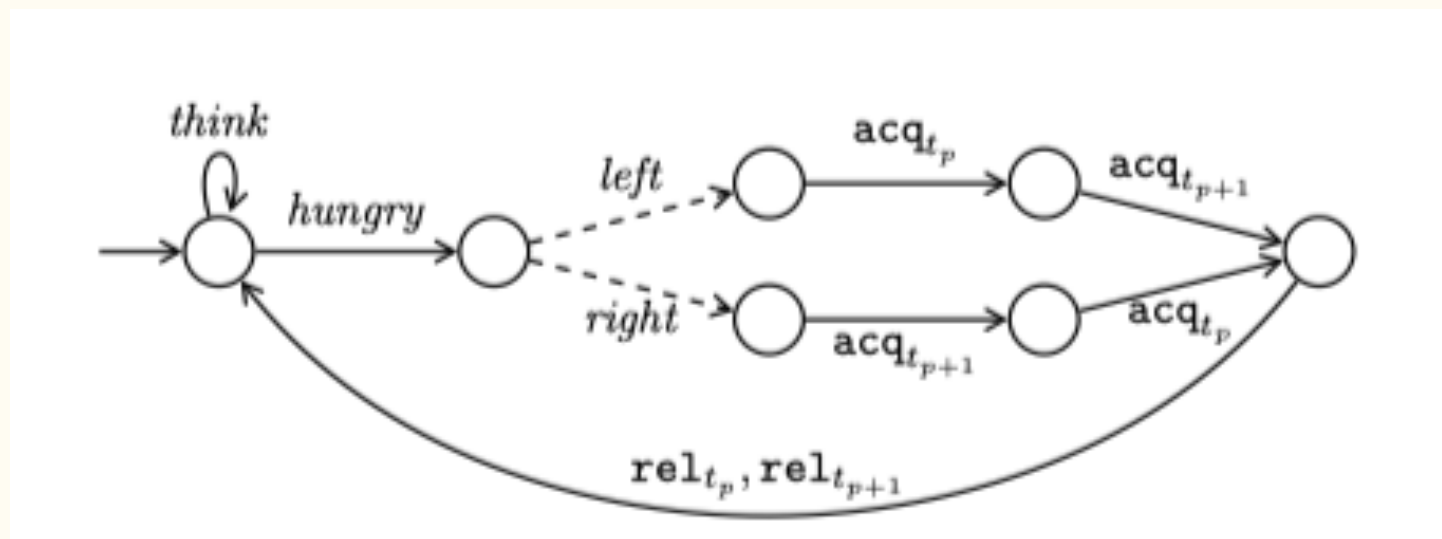 think
hungry
left
acq_{t_p}
acq_{t_{p+1}}
right
acq_{t_{p+1}}
acq_{t_p}
rel_{t_p}, rel_{t_{p+1}}